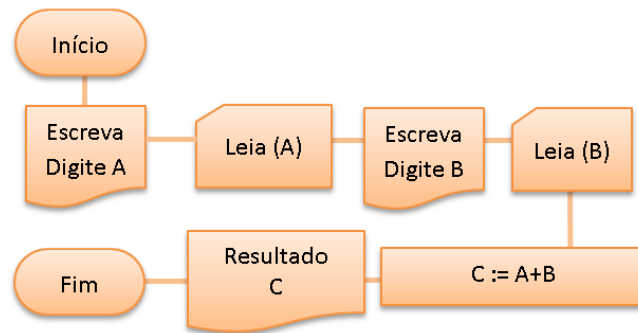 Início
Escreva
Digite A
Leia (A)
Escreva
Digite B
Leia (B)
C := A+B
Resultado
C
Fim